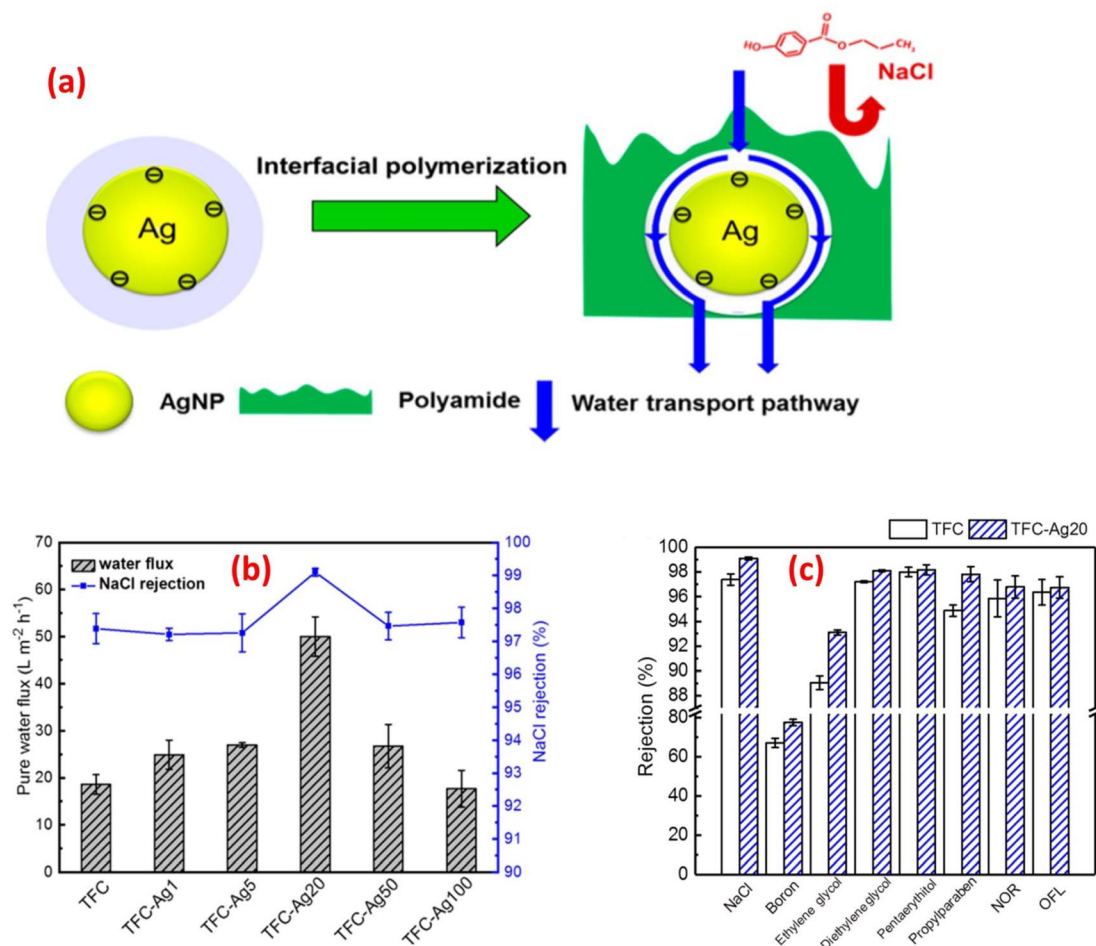 (a)
HO
O
O
CH3
NaCl
Interfacial polymerization
Ag
Ag
AgNP
Polyamide
Water transport pathway
(b)
water flux
NaCl rejection
Pure water flux (L m-2 h-1)
70
60
50
40
30
20
10
0
NaCl rejection (%)
100
99
98
97
96
95
94
93
92
91
90
TFC
TFC-Ag1
TFC-Ag5
TFC-Ag20
TFC-Ag50
TFC-Ag100
TFC
TFC-Ag20
(c)
Rejection (%)
100
98
96
94
92
90
88
80
60
40
20
0
NaCl
Boron
Ethylene glycol
Diethyleneglycol
Pentaerythitol
Propylparaben
NOR
OFL